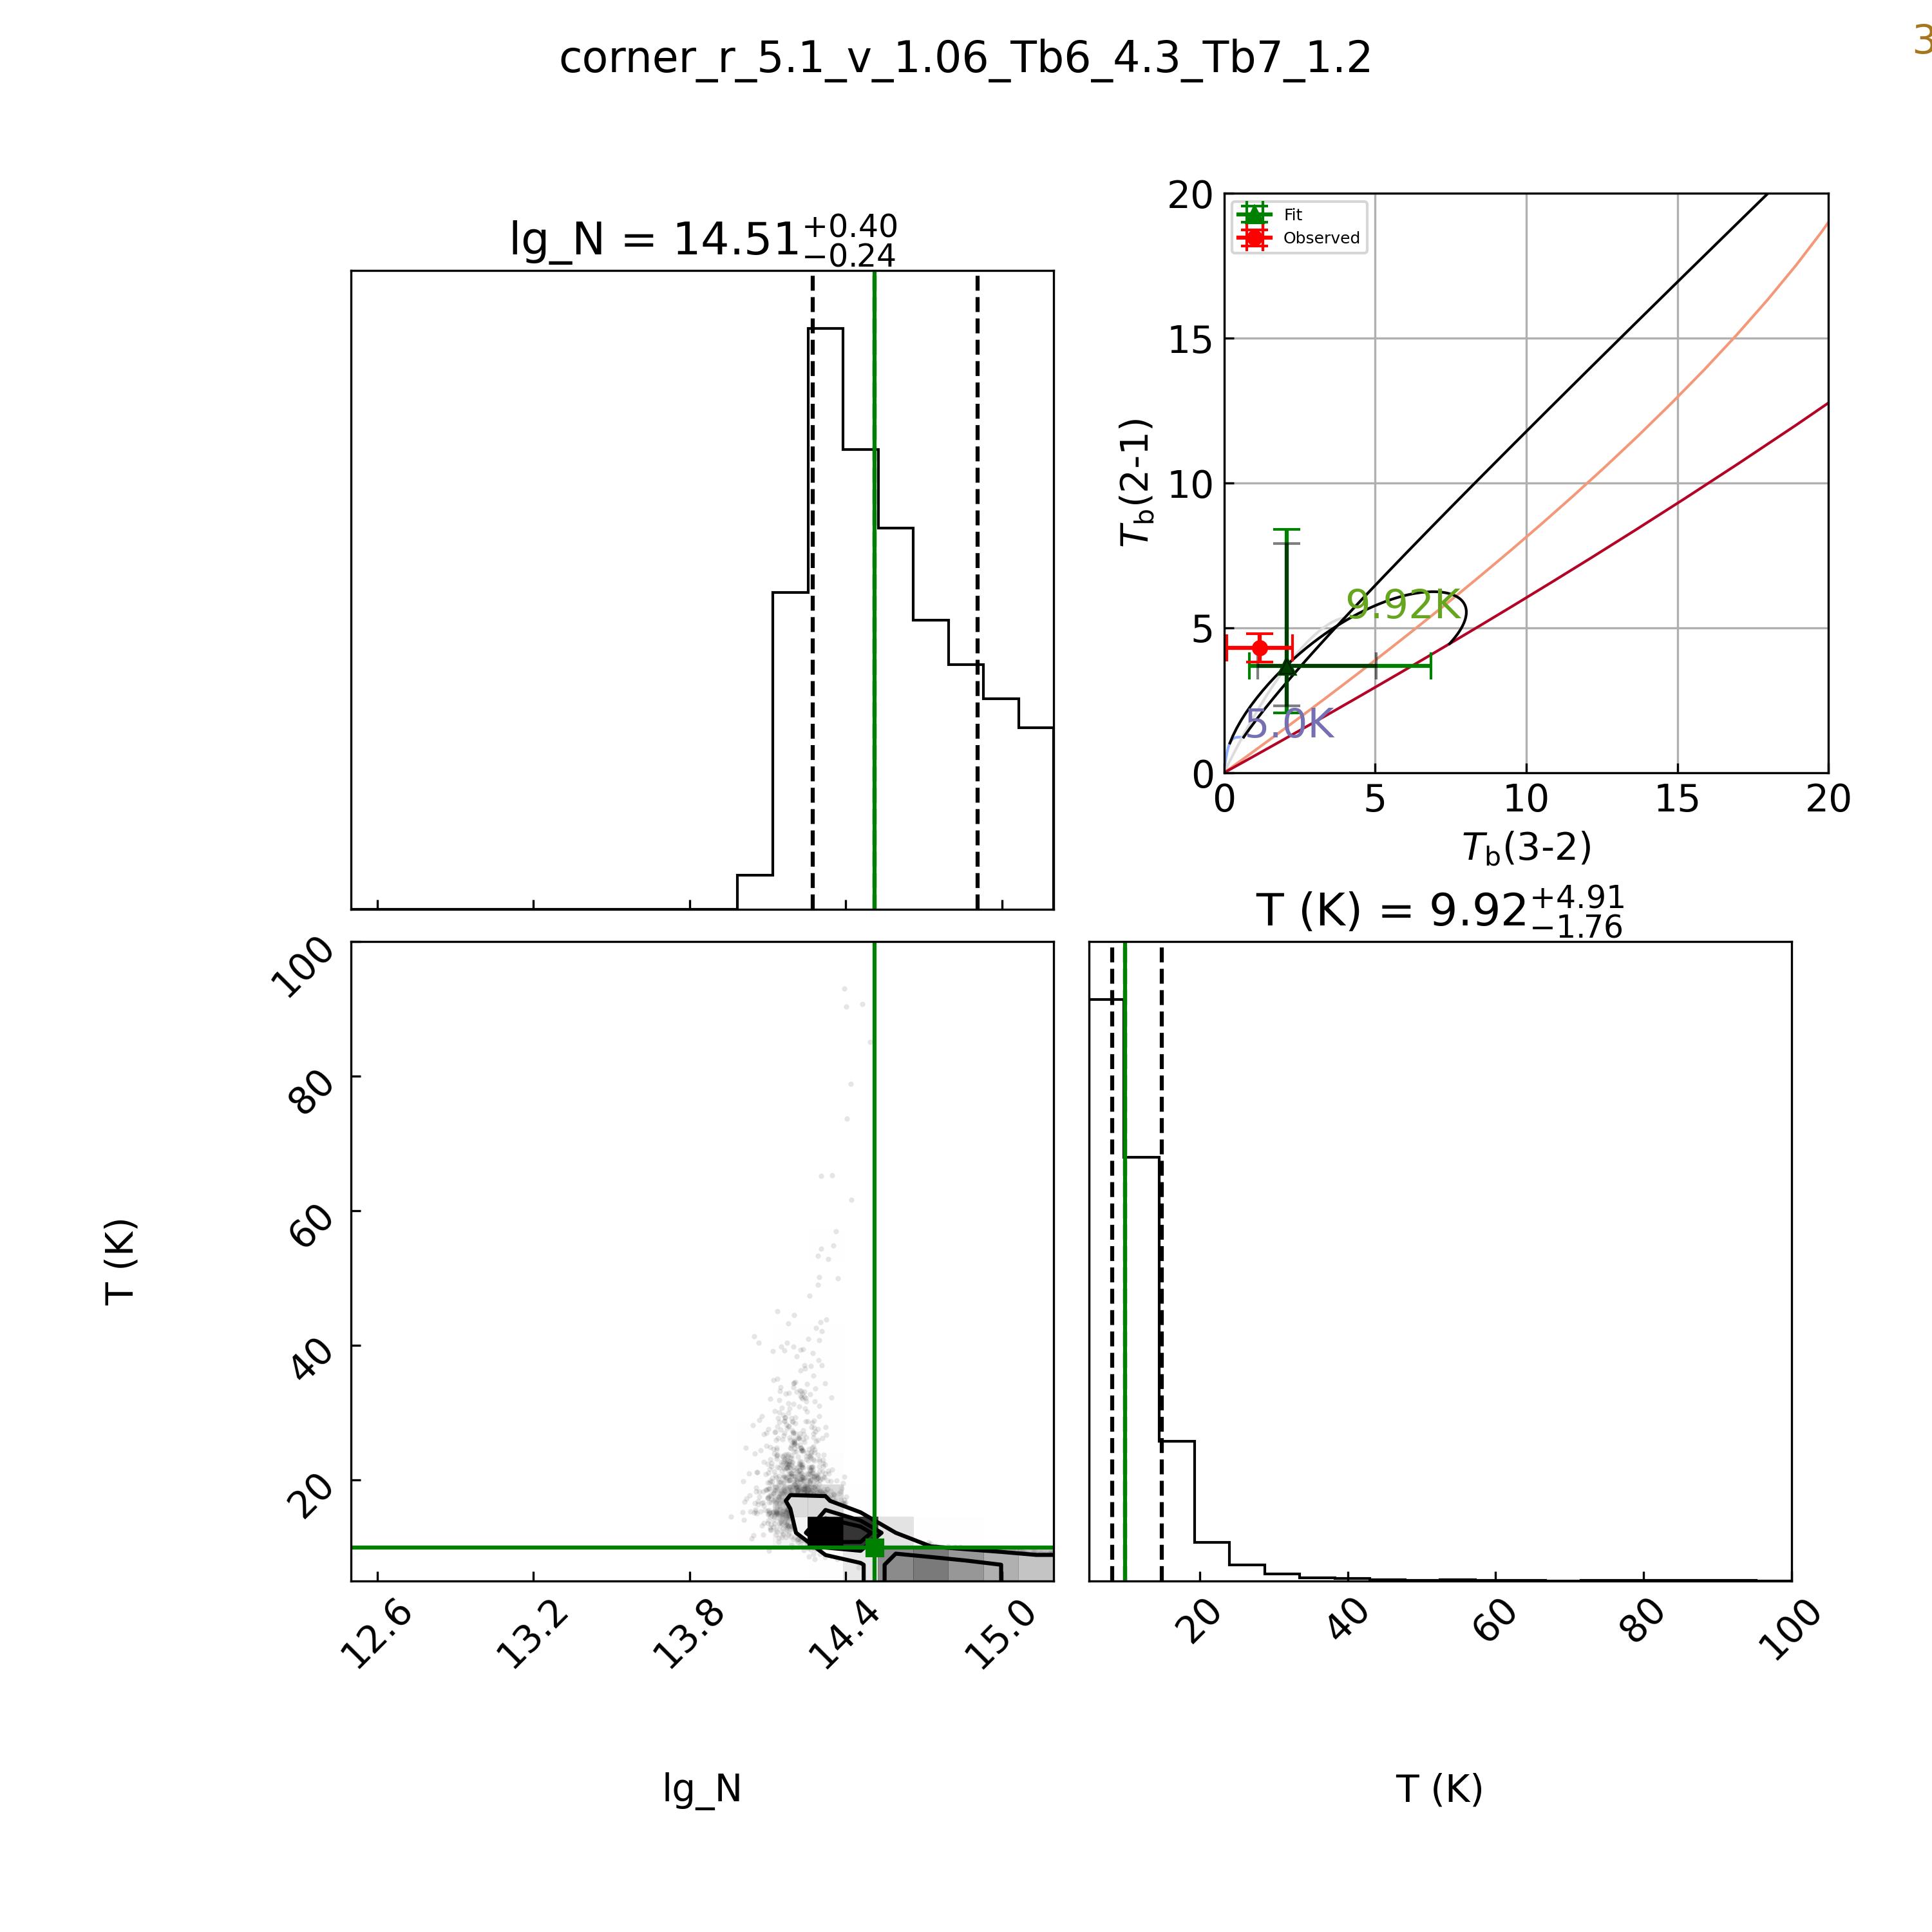 corner_r_5.1_v_1.06_Tb6_4.3_Tb7_1.2
3
lg_N = 14.51+0.40−0.24
20
15
10
5
0
Tb(2-1)
Fit
Observed
9.92K
5.0K
0 5 10 15 20
Tb(3-2)
T (K) = 9.92+4.91−1.76
100
80
60
40
20
T (K)
12.6 13.2 13.8 14.4 15.0
lg_N
20 40 60 80 100
T (K)